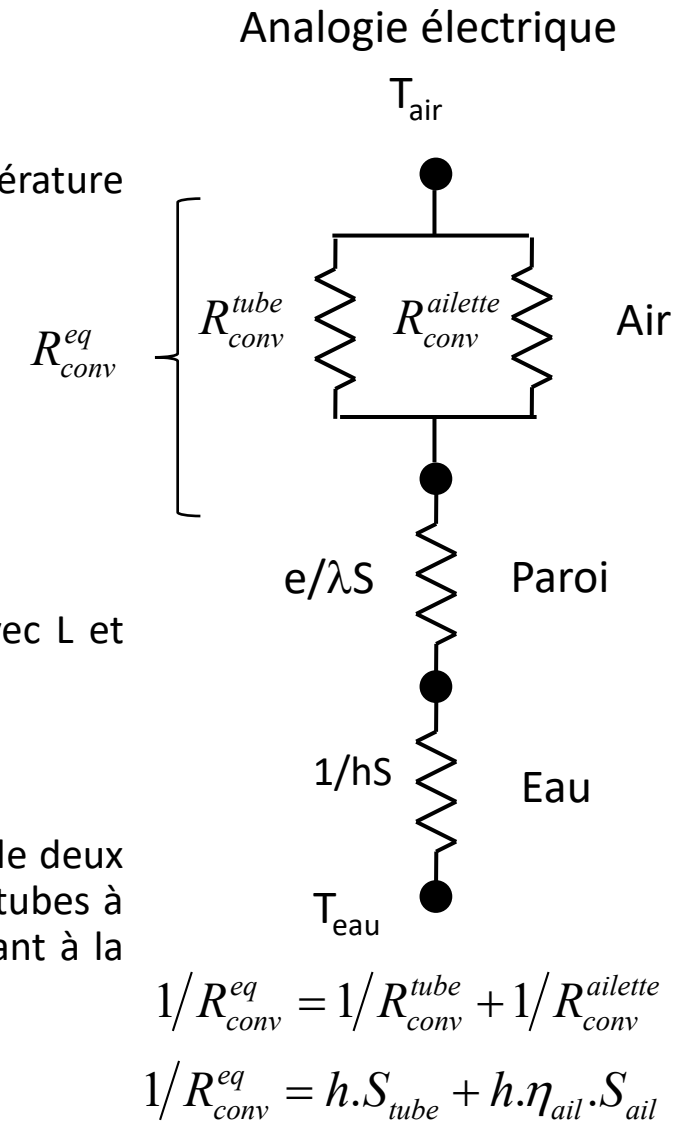 Analogie électrique
T_air
érature
R_conv^eq R_conv^tube R_conv^ailette Air
e/λS Paroi
vec L et
1/hS Eau
de deux
tubes à
T_eau
ant à la
1/R_conv^eq = 1/R_conv^tube + 1/R_conv^ailette
1/R_conv^eq = h.S_tube + h.η_ail.S_ail